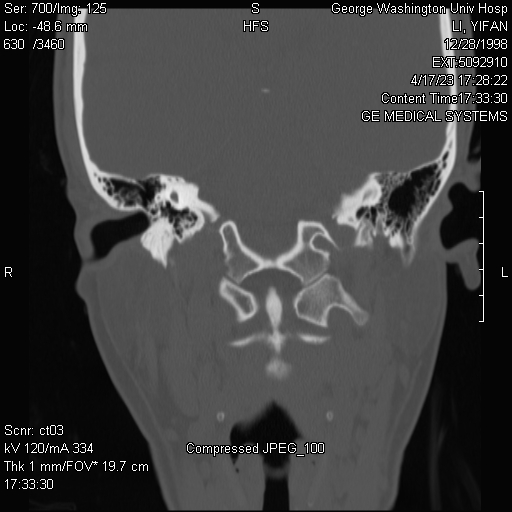 Ser: 700/Img: 125
S
George Washington Univ Hosp
Loc: -48.6 mm
HFS
LI, YIFAN
630 /3460
12/28/1998
EXT:5092910
4/17/23 17:28:22
Content Time17:33:30
GE MEDICAL SYSTEMS
R
L
Scnr: ct03
kV 120/mA 334
Compressed JPEG_100
Thk 1 mm/FOV* 19.7 cm
17:33:30